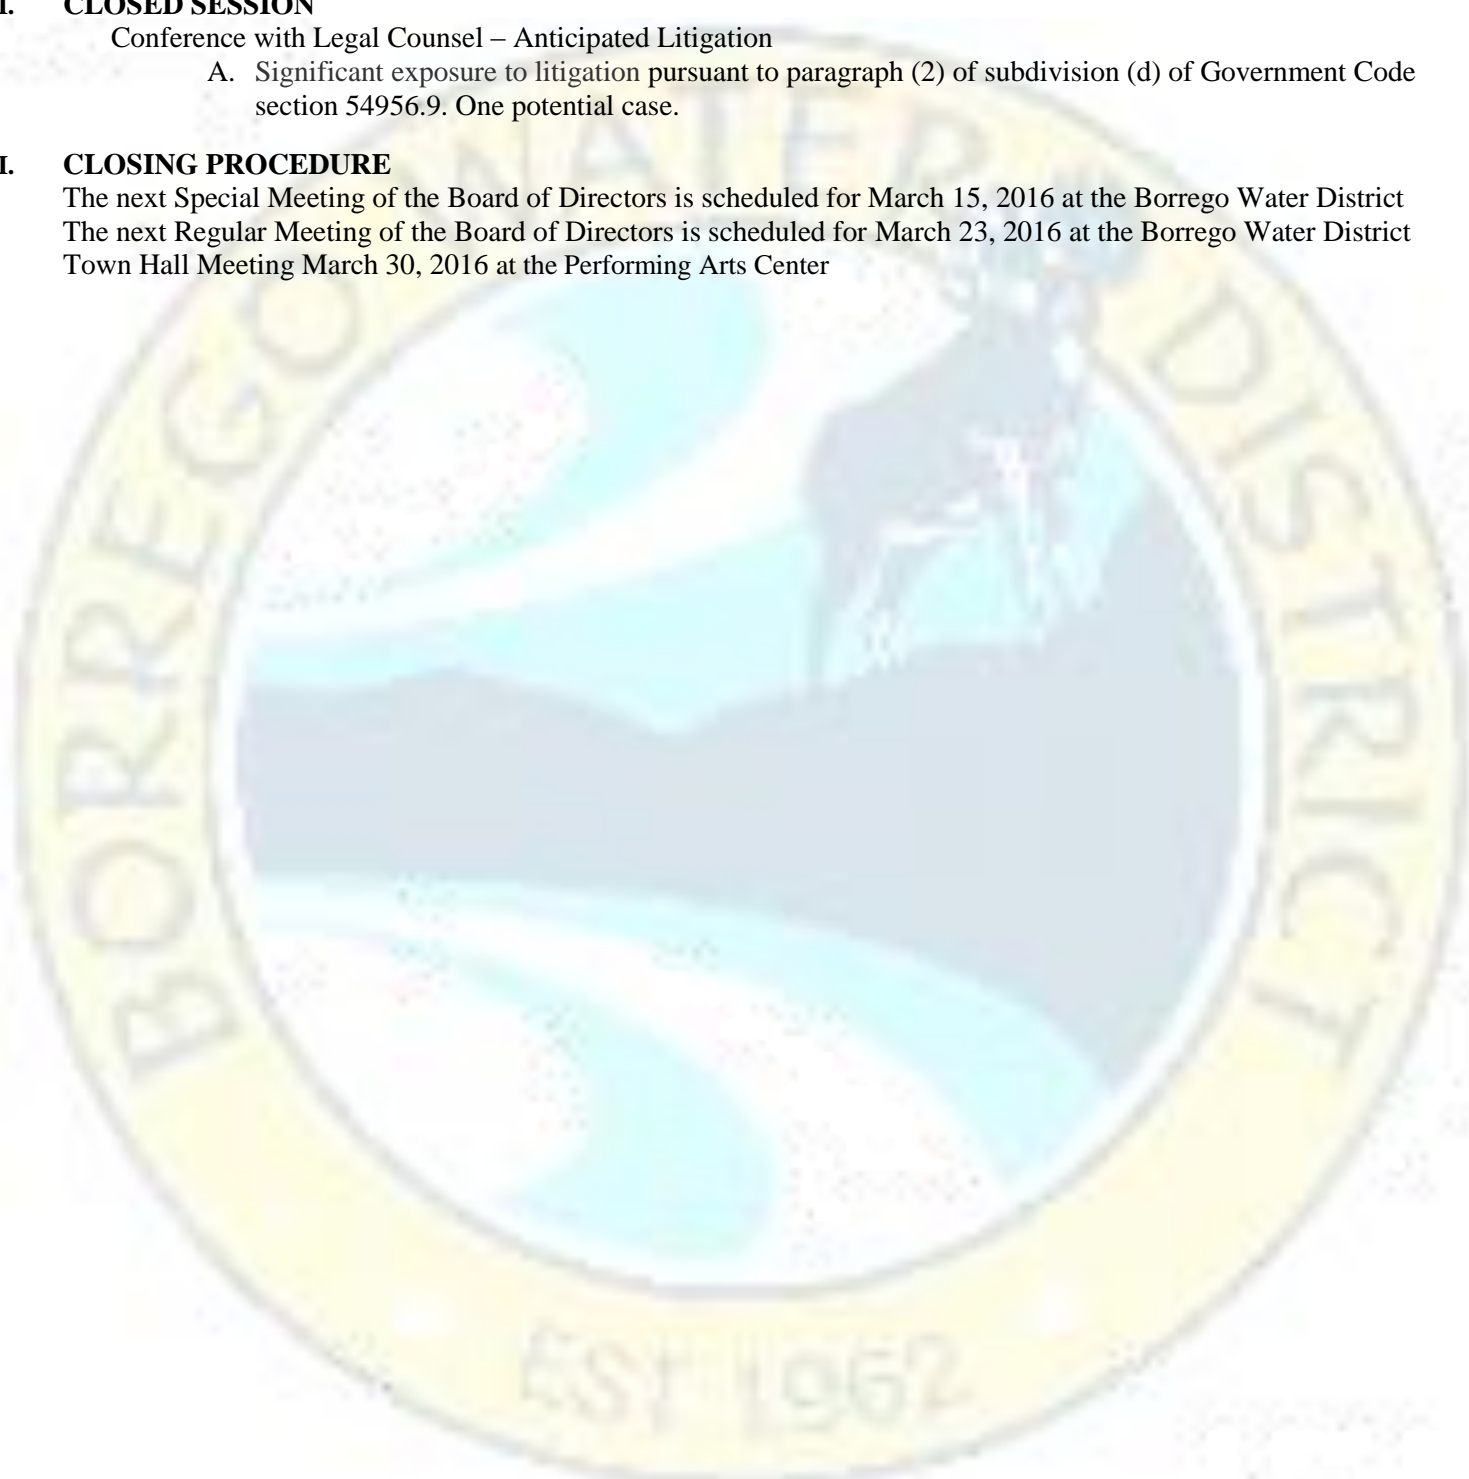 I. CLOSED SESSION
Conference with Legal Counsel – Anticipated Litigation
A. Significant exposure to litigation pursuant to paragraph (2) of subdivision (d) of Government Code
section 54956.9. One potential case.
I. CLOSING PROCEDURE
The next Special Meeting of the Board of Directors is scheduled for March 15, 2016 at the Borrego Water District
The next Regular Meeting of the Board of Directors is scheduled for March 23, 2016 at the Borrego Water District
Town Hall Meeting March 30, 2016 at the Performing Arts Center
BORREGO WATER DISTRICT
EST 1962